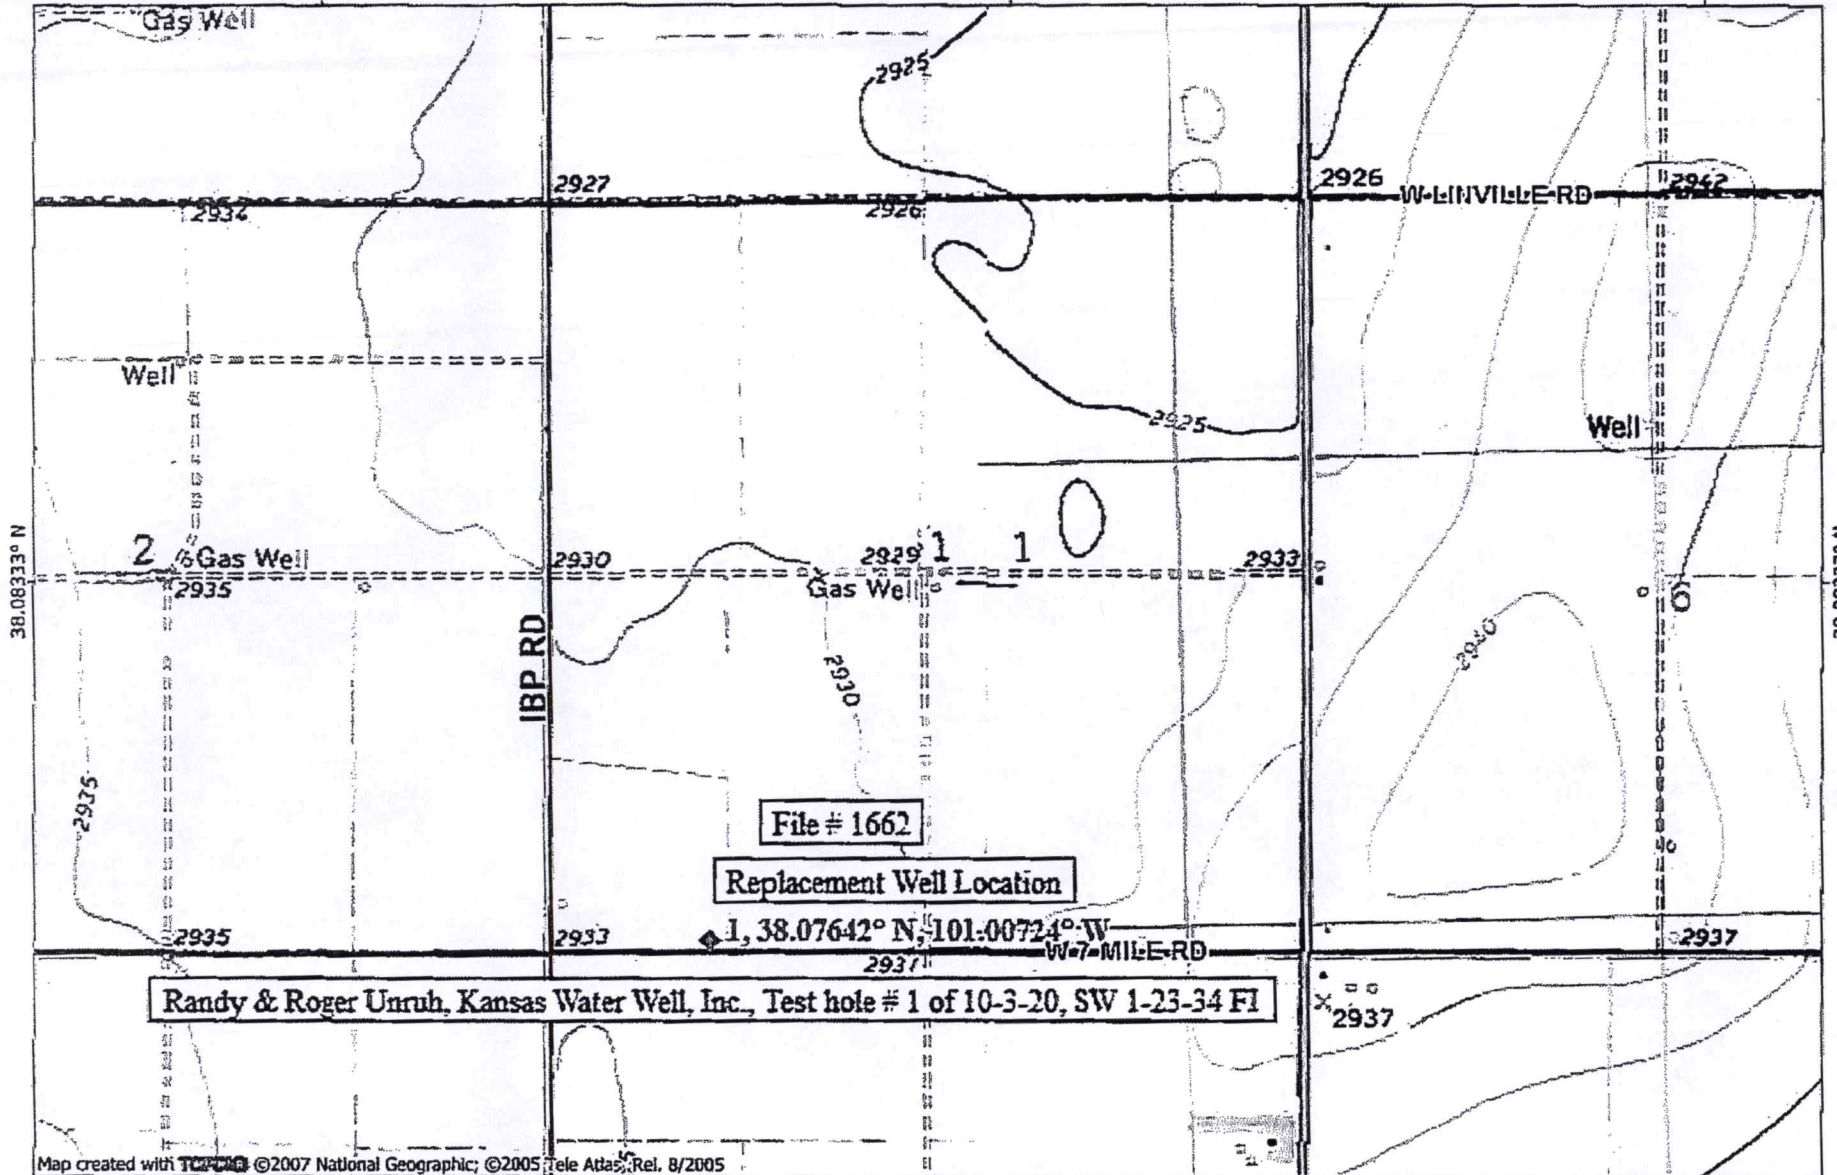 Gas Well
2925
2927
2926
W LINVILLE RD
2942
2934
2926
Well
2925
Well
38.08333° N
2
Gas Well
2930
2929
1
1
2933
2935
Gas Well
IBP RD
2930
2930
2935
File # 1662
Replacement Well Location
1, 38.07642° N, 101.00724° W
2935
2933
W 7 MILE RD
2937
Randy & Roger Unruh, Kansas Water Well, Inc., Test hole # 1 of 10-3-20, SW 1-23-34 FI
2937
Map created with ©2007 National Geographic; ©2005 Tele Atlas, Rel. 8/2005